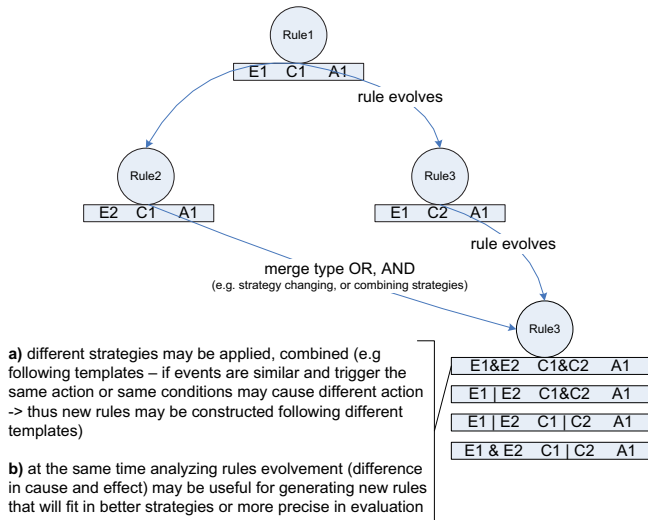 Rule1
E1 C1 A1
rule evolves
Rule2
Rule3
E2 C1 A1
E1 C2 A1
rule evolves
merge type OR, AND
(e.g. strategy changing, or combining strategies)
Rule3
a) different strategies may be applied, combined (e.g
following templates – if events are similar and trigger the
same action or same conditions may cause different action
-> thus new rules may be constructed following different
templates)
E1&E2 C1&C2 A1
E1 | E2 C1&C2 A1
E1 | E2 C1 | C2 A1
E1 & E2 C1 | C2 A1
b) at the same time analyzing rules evolvement (difference
in cause and effect) may be useful for generating new rules
that will fit in better strategies or more precise in evaluation